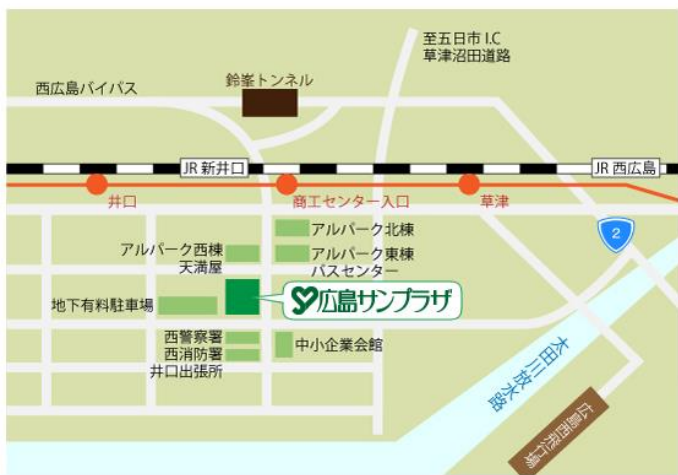 至五日市 I.C
草津沼田道路
鈴峯トンネル
西広島バイパス
JR 新井口
JR 西広島
井口
商工センター入口
草津
アルパーク北棟
2
アルパーク西棟
天満屋
アルパーク東棟
バスセンター
地下有料駐車場
広島サンプラザ
西警察署
西消防署
井口出張所
中小企業会館
太田川放水路
広島西飛行場